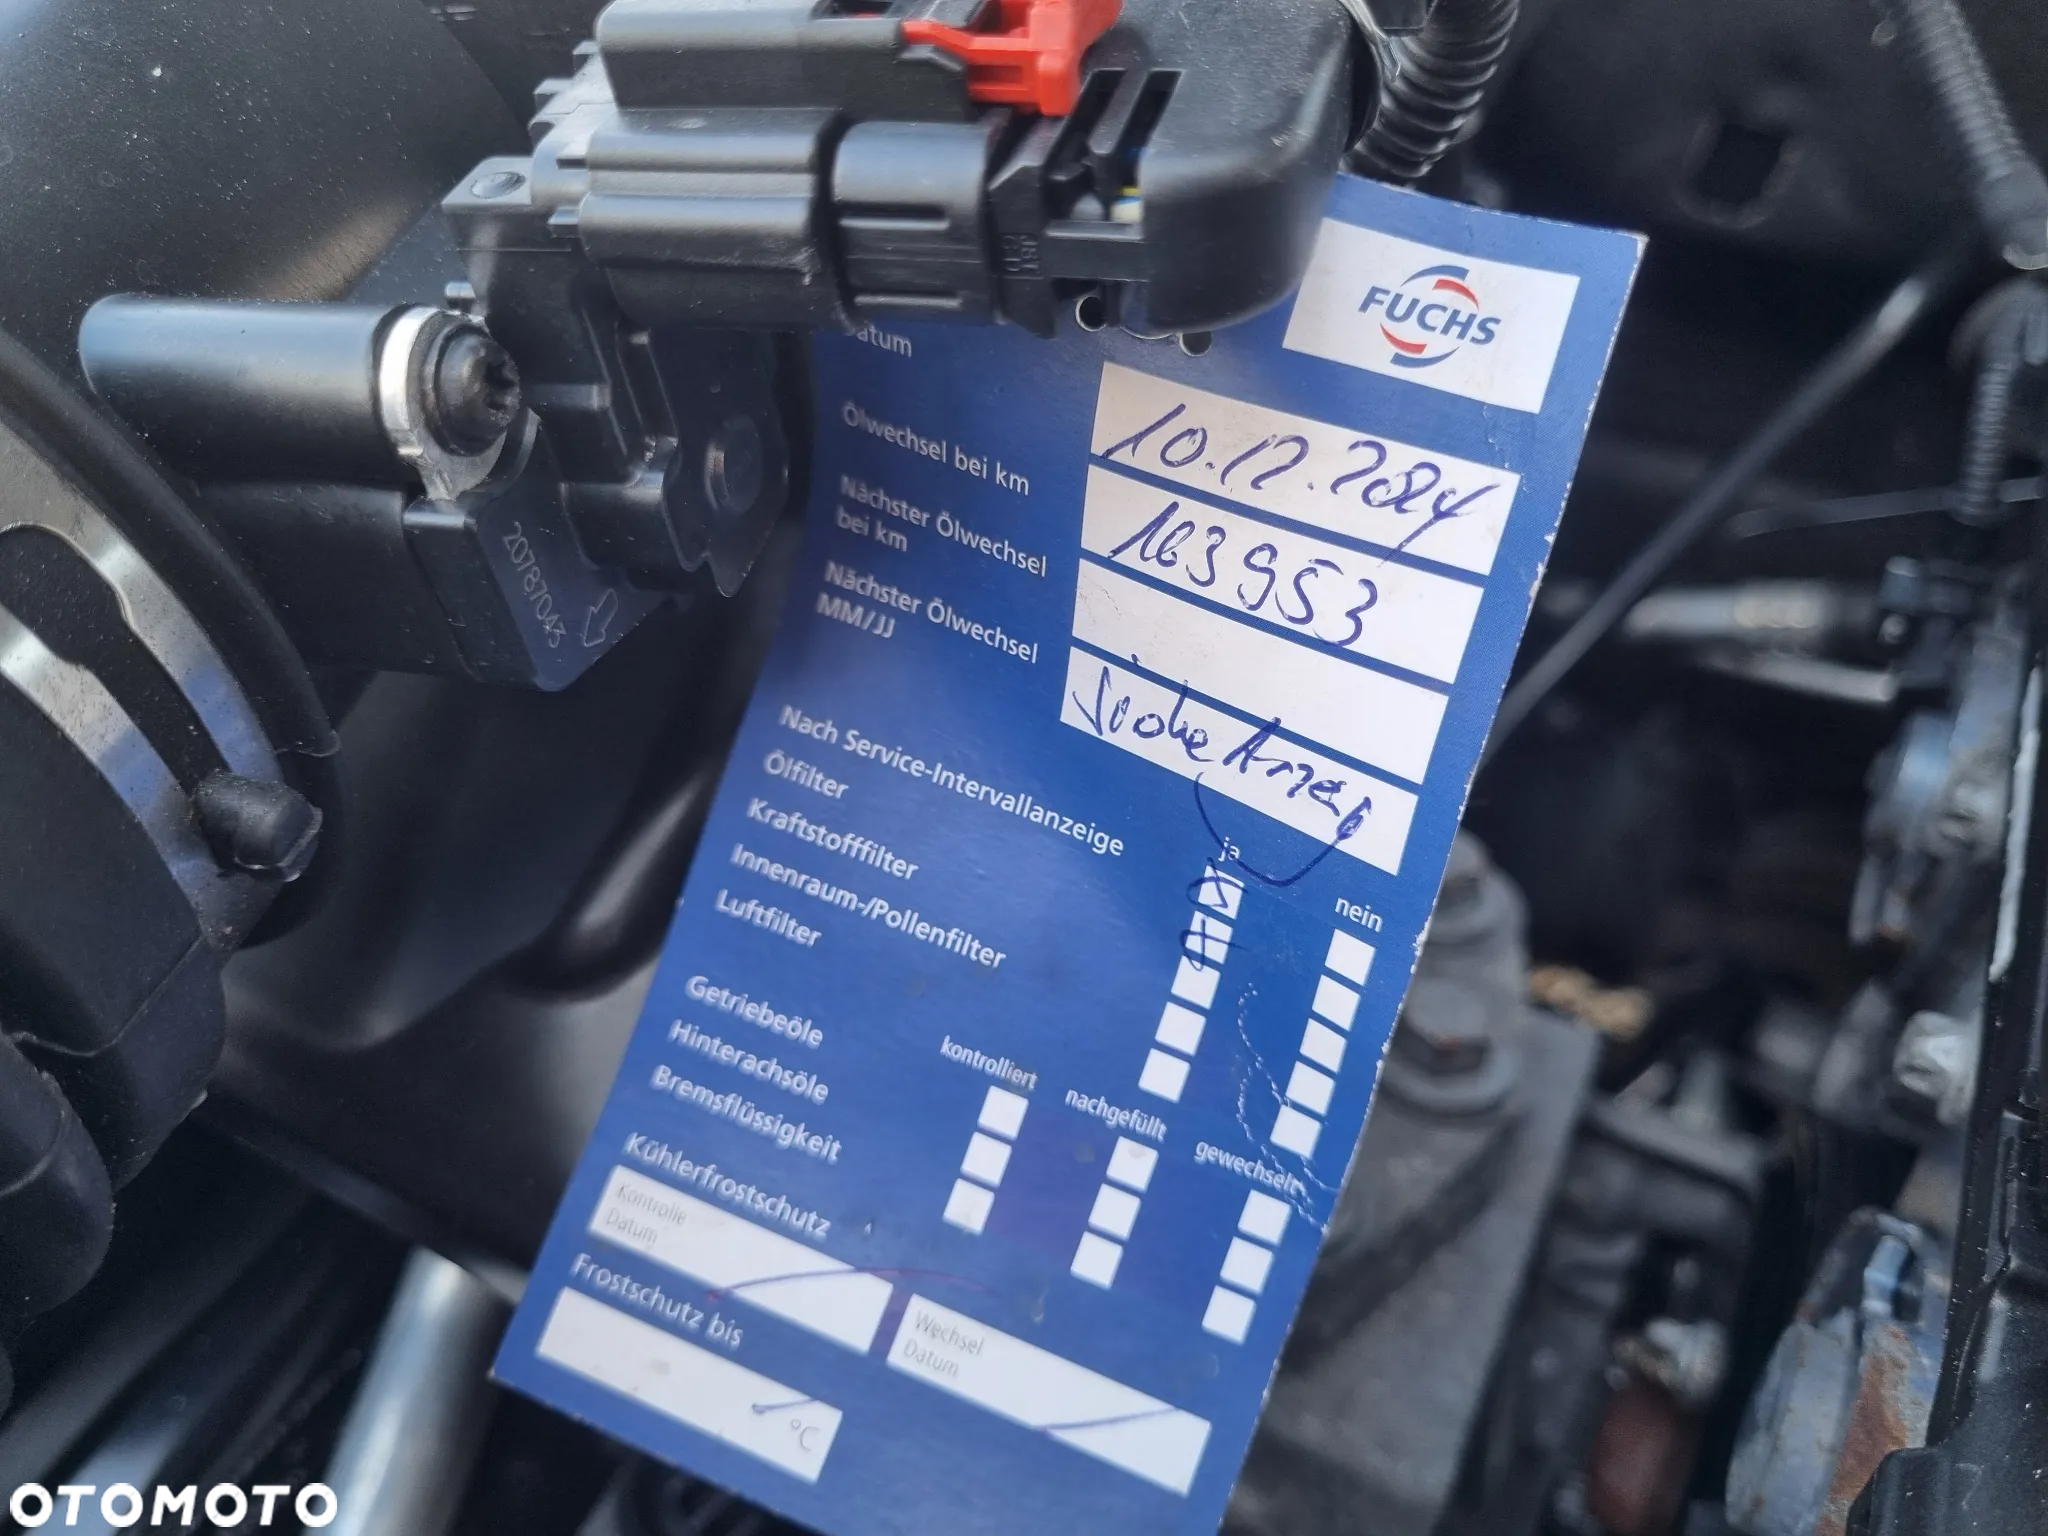 FUCHS
Datum
10.12.2024
Ölwechsel bei km
163953
Nächster Ölwechsel
bei km
Nächster Ölwechsel
MM/JJ
Siehe Anzeig
Nach Service-Intervallanzeige
Ölfilter
Kraftstofffilter
Innenraum-/Pollenfilter
Luftfilter
ja
nein
Getriebeöle
Hinterachsöle
Bremsflüssigkeit
kontrolliert
nachgefüllt
gewechselt
Kühlerfrostschutz
Kontrolle
Datum
Wechsel
Datum
Frostschutz bis
°C
20787043
OTOMOTO